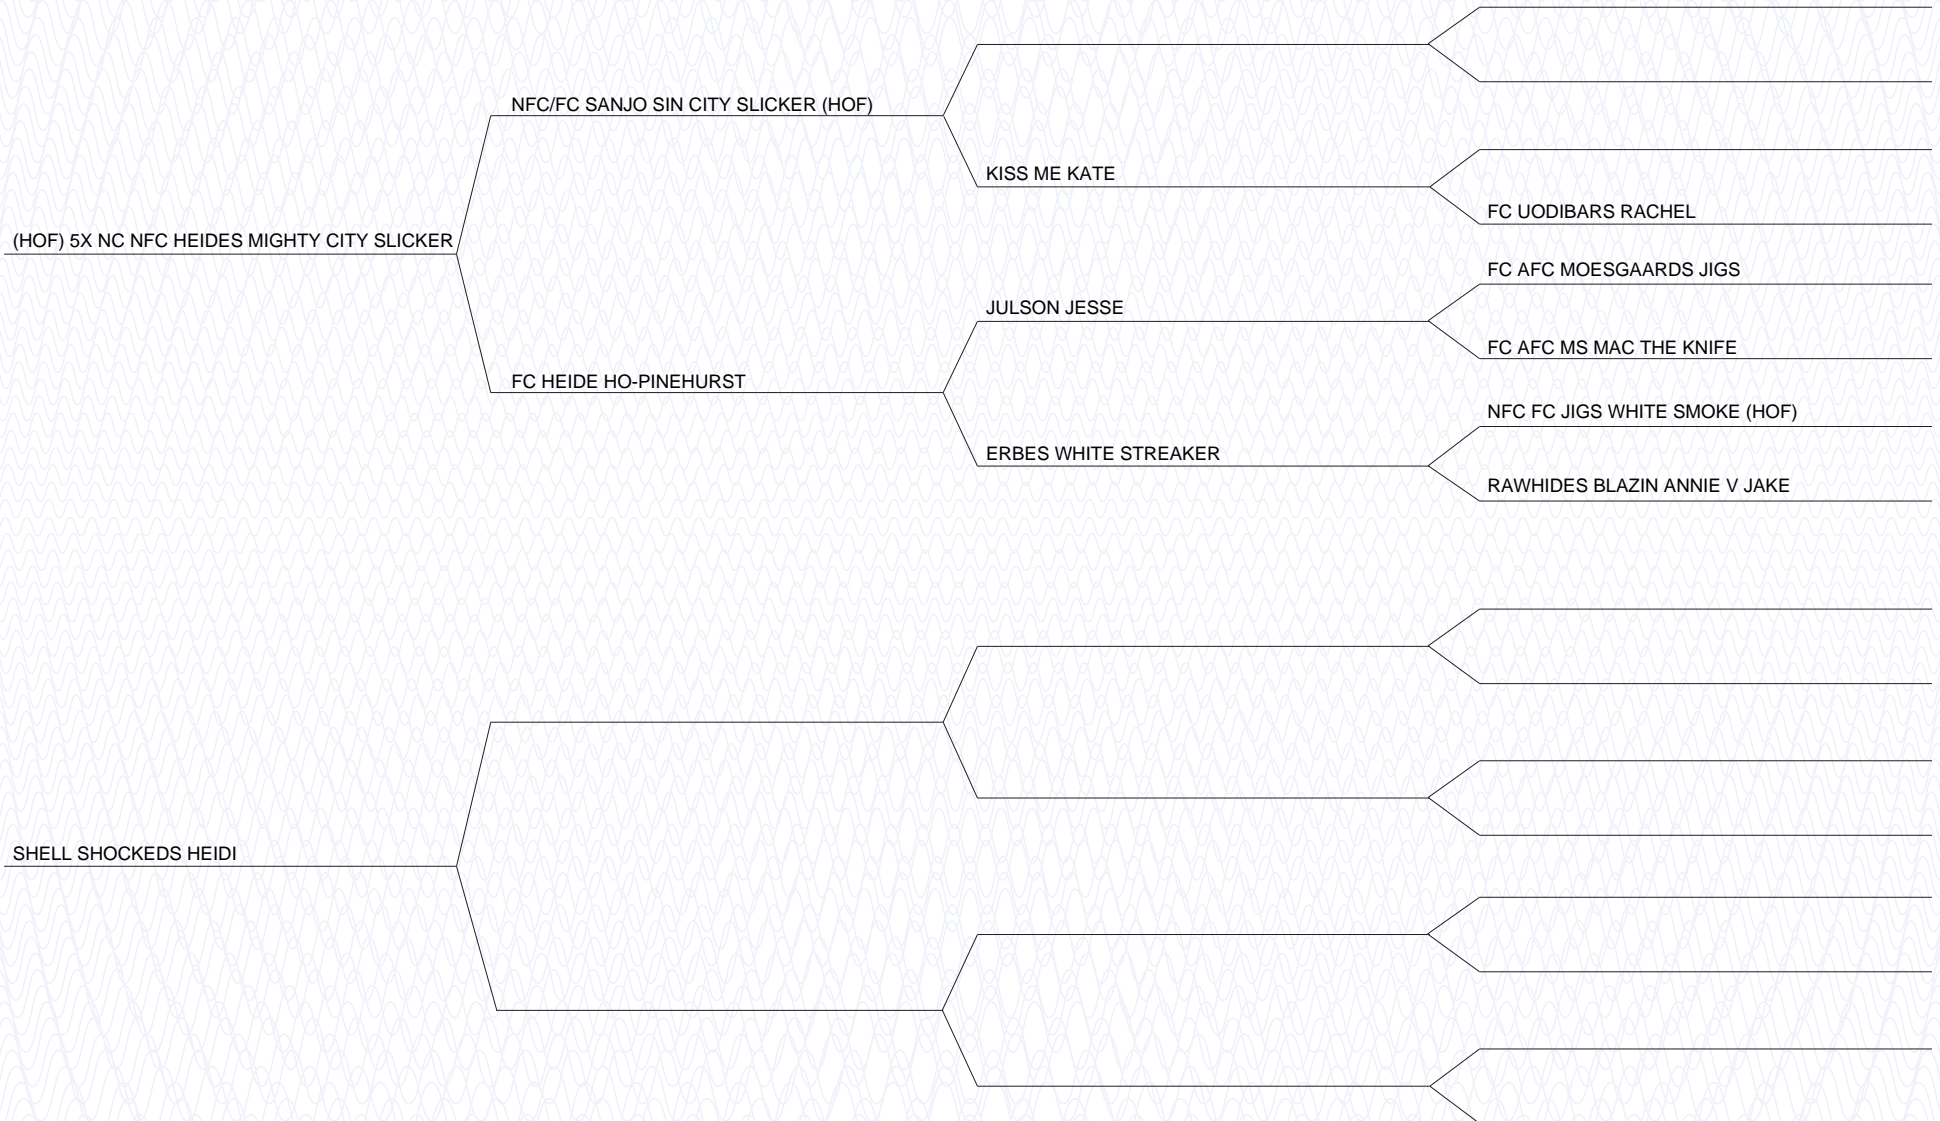 NFC/FC SANJO SIN CITY SLICKER (HOF)
KISS ME KATE
FC UODIBARS RACHEL
(HOF) 5X NC NFC HEIDES MIGHTY CITY SLICKER
FC AFC MOESGAARDS JIGS
JULSON JESSE
FC AFC MS MAC THE KNIFE
FC HEIDE HO-PINEHURST
NFC FC JIGS WHITE SMOKE (HOF)
ERBES WHITE STREAKER
RAWHIDES BLAZIN ANNIE V JAKE
SHELL SHOCKEDS HEIDI